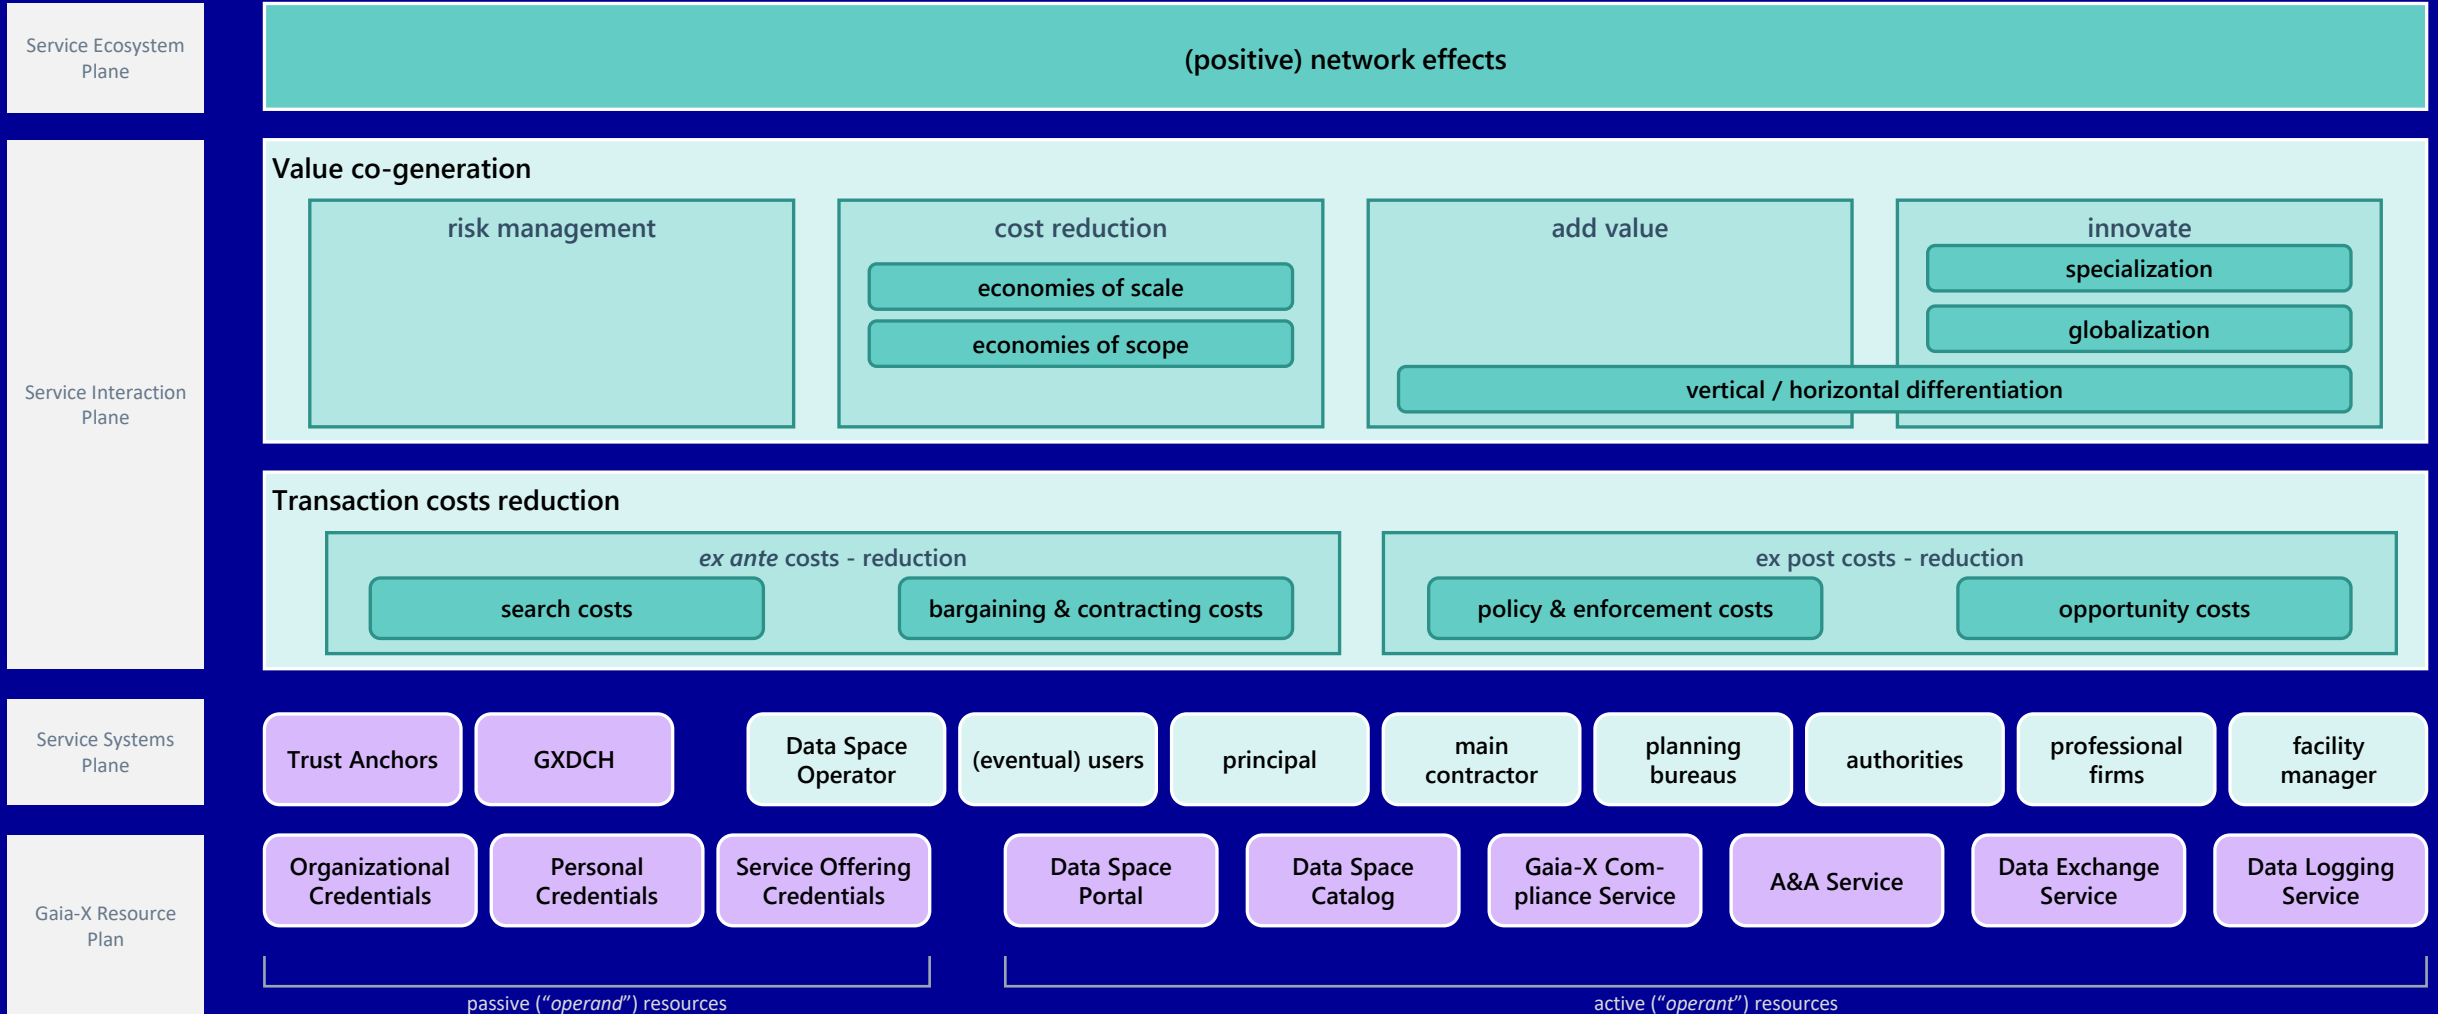 Service Ecosystem
Plane
(positive) network effects
Service Interaction
Plane
Value co-generation
risk management
cost reduction
economies of scale
economies of scope
add value
innovate
specialization
globalization
vertical / horizontal differentiation
Transaction costs reduction
ex ante costs - reduction
search costs
bargaining & contracting costs
ex post costs - reduction
policy & enforcement costs
opportunity costs
Service Systems
Plane
Trust Anchors
GXDCH
Data Space
Operator
(eventual) users
principal
main
contractor
planning
bureaus
authorities
professional
firms
facility
manager
Gaia-X Resource
Plan
Organizational
Credentials
Personal
Credentials
Service Offering
Credentials
Data Space
Portal
Data Space
Catalog
Gaia-X Com-
pliance Service
A&A Service
Data Exchange
Service
Data Logging
Service
passive (“operand”) resources
active (“operant”) resources